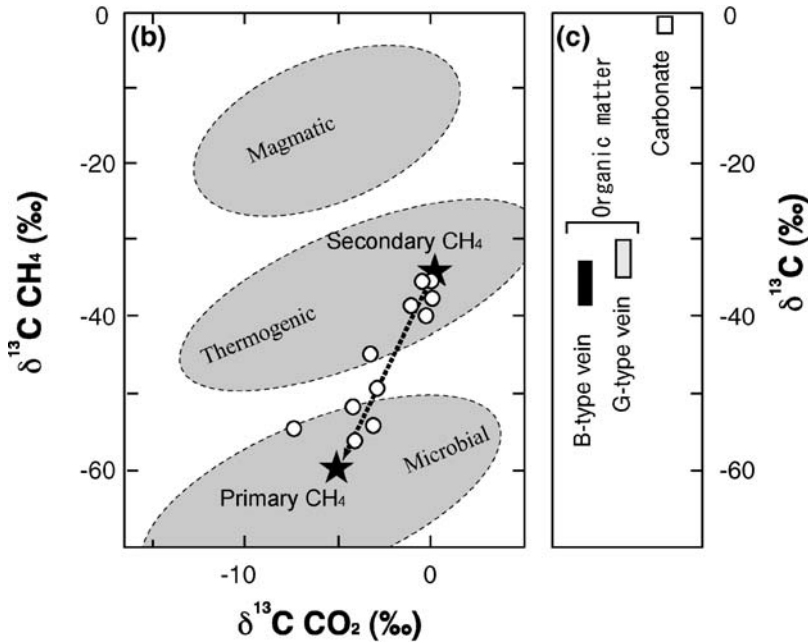 (b)
0
-20
-40
-60
δ¹³C CH₄ (‰)
Magmatic
Secondary CH₄
Thermogenic
Microbial
Primary CH₄
-10
0
δ¹³C CO₂ (‰)
(c)
Carbonate
Organic matter
B-type vein
G-type vein
0
-20
-40
-60
δ¹³C (‰)